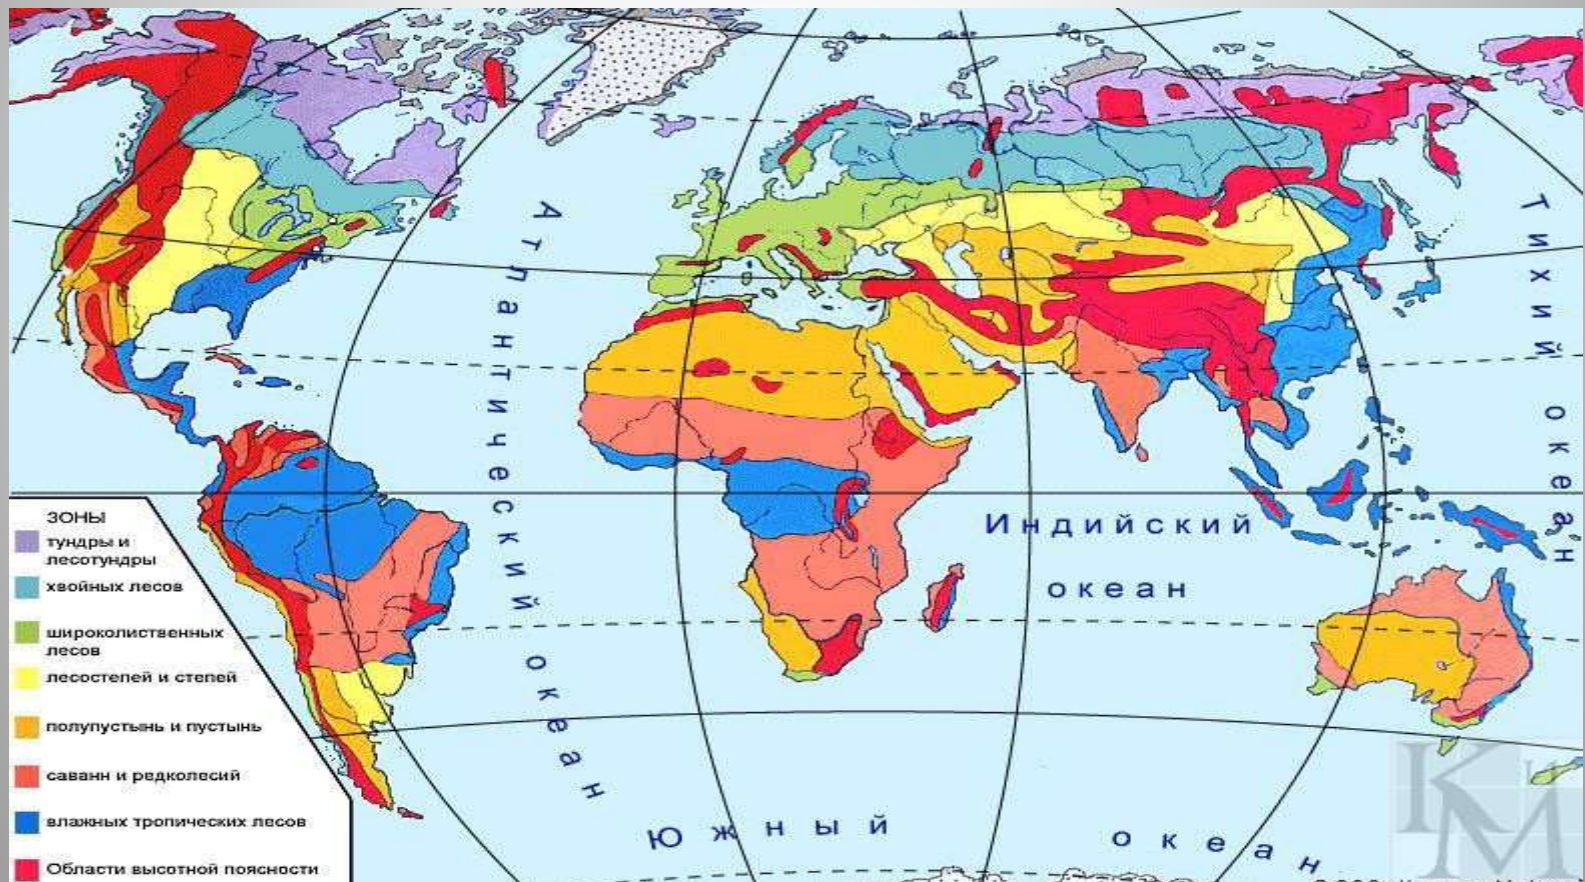 Атлантический океан
Тихий океан
Индийский
океан
Южный океан
ЗОНЫ
тундры и
лесотундры
хвойных лесов
широколиственных
лесов
лесостепей и степей
полупустынь и пустынь
саванн и редколесий
влажных тропических лесов
Области высотной поясности
КМ